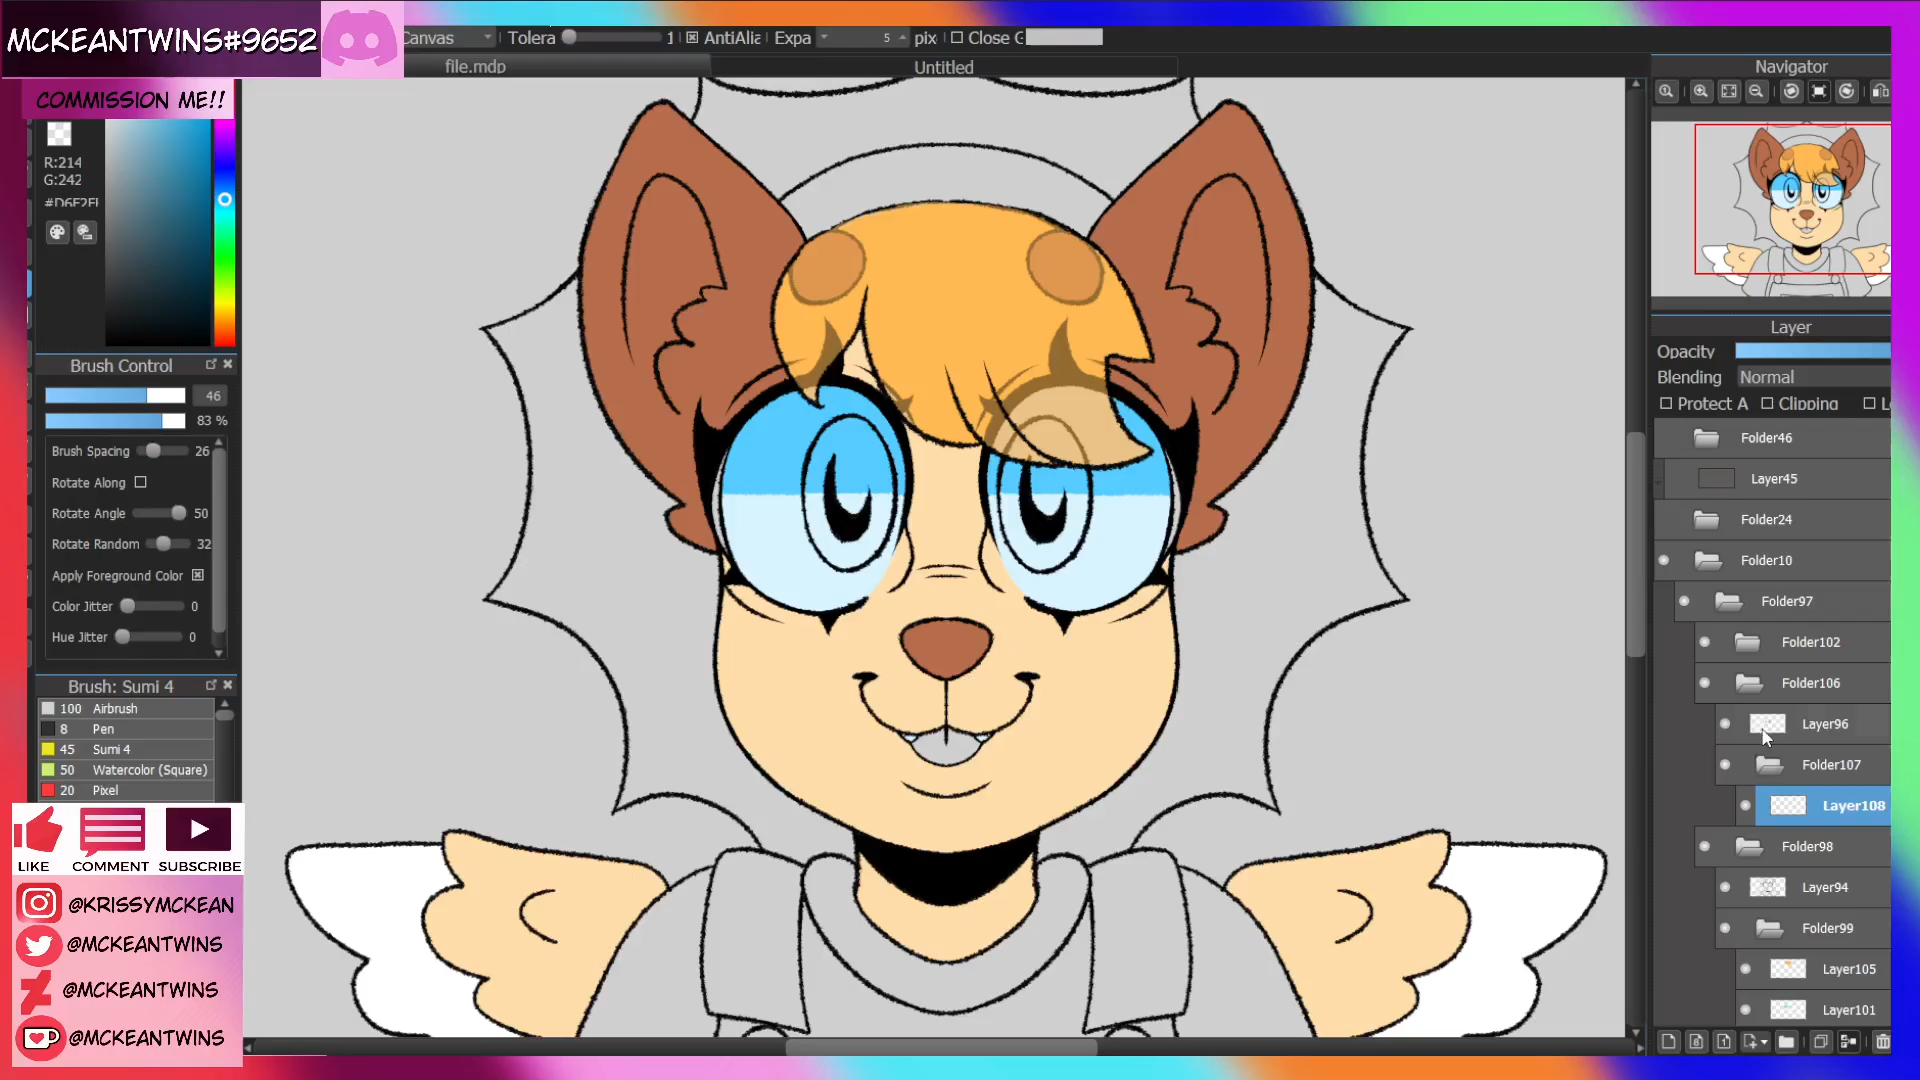 MCKEANTWINS#9652
COMMISSION ME!!
Canvas
Tolera
1
AntiAlia
Expa
5
pix
Close G
file.mdp
Untitled
Navigator
R:214
G:242
Brush Control
46
83 %
Brush Spacing 26
Rotate Along
Rotate Angle 50
Rotate Random 32
Apply Foreground Color
Color Jitter 0
Hue Jitter 0
Brush: Sumi 4
100 Airbrush
8 Pen
45 Sumi 4
50 Watercolor (Square)
20 Pixel
LIKE COMMENT SUBSCRIBE
@KRISSYMCKEAN
@MCKEANTWINS
@MCKEANTWINS
@MCKEANTWINS
Layer
Opacity
Blending Normal
Protect A
Clipping
Folder46
Layer45
Folder24
Folder10
Folder97
Folder102
Folder106
Layer96
Folder107
Layer108
Folder98
Layer94
Folder99
Layer105
Layer101